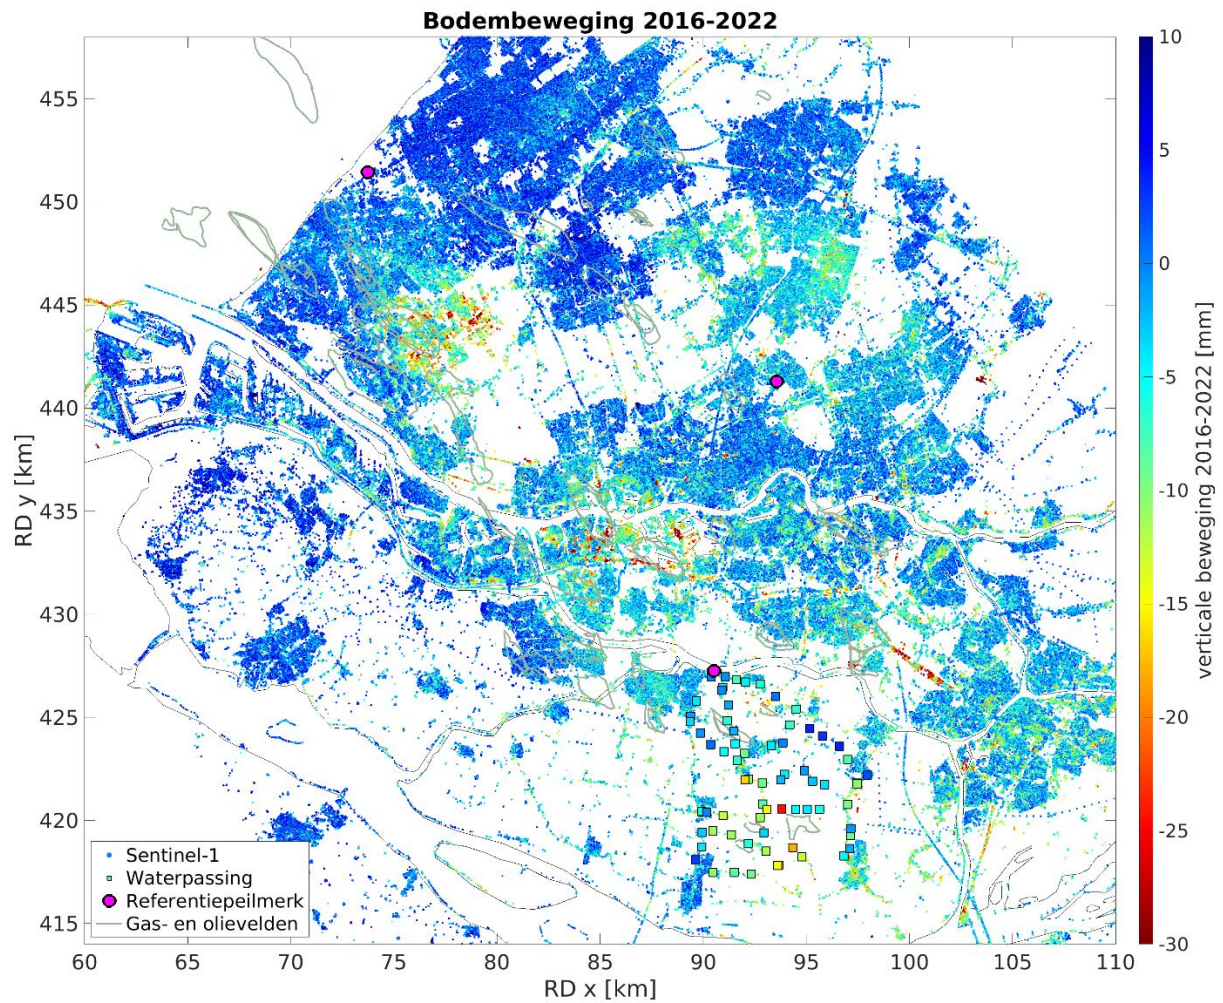 Bodembeweging 2016-2022
455
450
445
440
435
430
425
420
415
RD y [km]
Sentinel-1
Waterpassing
Referentiepeilmerk
Gas- en olievelden
60 65 70 75 80 85 90 95 100 105 110
RD x [km]
10
5
0
-5
-10
-15
-20
-25
-30
verticale beweging 2016-2022 [mm]